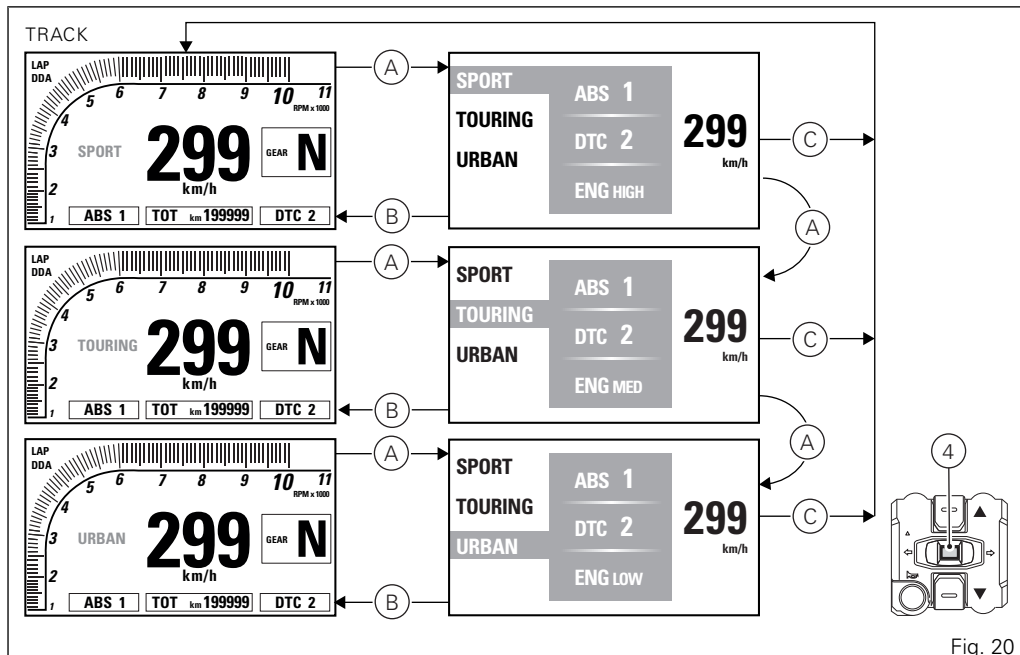 TRACK
LAP
DDA
1 2 3 4 5 6 7 8 9 10 11
RPM x 1000
SPORT
299
km/h
GEAR N
ABS 1
TOT km 199999
DTC 2
A
B
SPORT
TOURING
URBAN
ABS 1
DTC 2
ENG HIGH
299
km/h
C
A
LAP
DDA
1 2 3 4 5 6 7 8 9 10 11
RPM x 1000
TOURING
299
km/h
GEAR N
ABS 1
TOT km 199999
DTC 2
A
B
SPORT
TOURING
URBAN
ABS 1
DTC 2
ENG MED
299
km/h
C
A
LAP
DDA
1 2 3 4 5 6 7 8 9 10 11
RPM x 1000
URBAN
299
km/h
GEAR N
ABS 1
TOT km 199999
DTC 2
A
B
SPORT
TOURING
URBAN
ABS 1
DTC 2
ENG LOW
299
km/h
C
4
Fig. 20